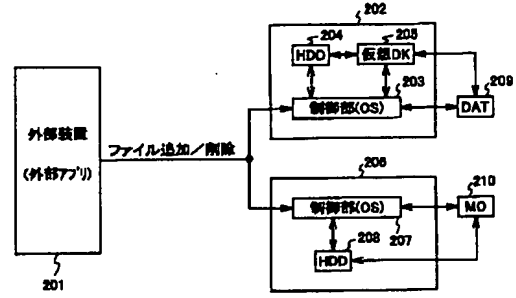 202
204
205
HDD
仮想DK
203
209
制御部(OS)
DAT
外部装置
(外部アプリ)
ファイル追加/削除
206
210
制御部(OS)
MO
208
207
HDD
201